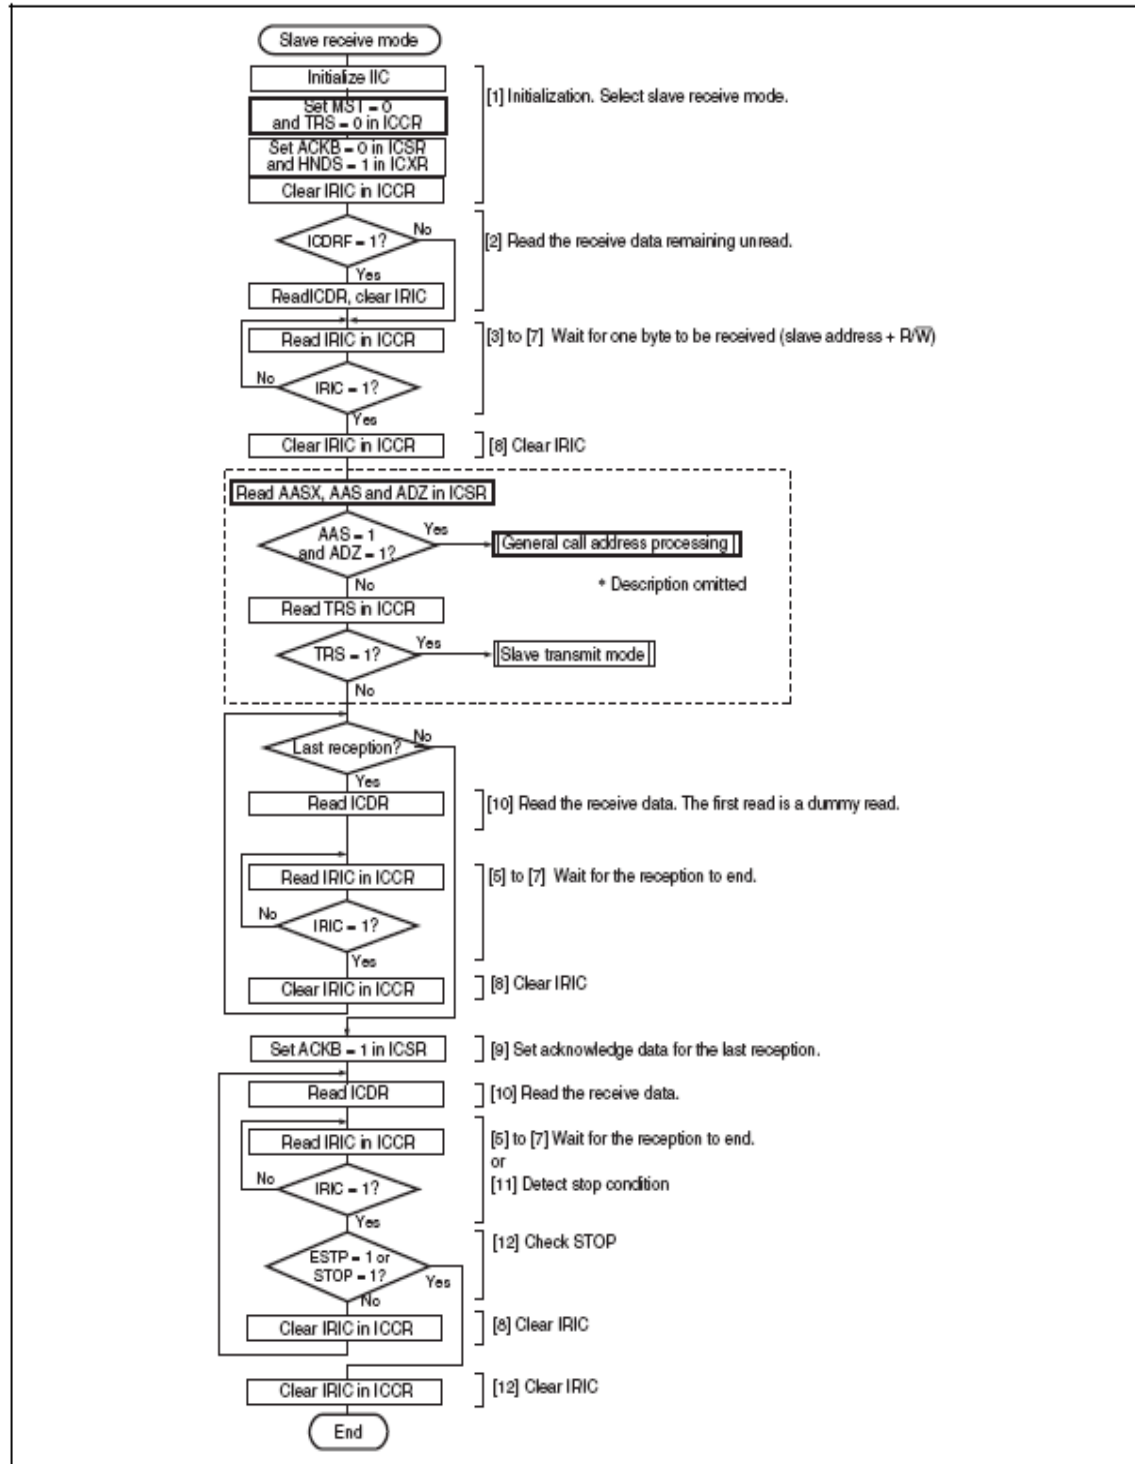 Slave receive mode
Initialize IIC
Set MST = 0
and TRS = 0 in ICCR
[1] Initialization. Select slave receive mode.
Set ACKB = 0 in ICSR
and HNDS = 1 in ICXR
Clear IRIC in ICCR
No
ICDRF = 1?
[2] Read the receive data remaining unread.
Yes
ReadICDR, clear IRIC
Read IRIC in ICCR
[3] to [7] Wait for one byte to be received (slave address + R/W̅)
No
IRIC = 1?
Yes
Clear IRIC in ICCR
[8] Clear IRIC
Read AASX, AAS and ADZ in ICSR
AAS = 1
and ADZ = 1?
Yes
General call address processing
No
* Description omitted
Read TRS in ICCR
TRS = 1?
Yes
Slave transmit mode
No
Last reception?
No
Yes
Read ICDR
[10] Read the receive data. The first read is a dummy read.
Read IRIC in ICCR
[5] to [7] Wait for the reception to end.
No
IRIC = 1?
Yes
Clear IRIC in ICCR
[8] Clear IRIC
Set ACKB = 1 in ICSR
[9] Set acknowledge data for the last reception.
Read ICDR
[10] Read the receive data.
Read IRIC in ICCR
[5] to [7] Wait for the reception to end.
or
[11] Detect stop condition
No
IRIC = 1?
Yes
[12] Check STOP
ESTP = 1 or
STOP = 1?
Yes
No
Clear IRIC in ICCR
[8] Clear IRIC
Clear IRIC in ICCR
[12] Clear IRIC
End